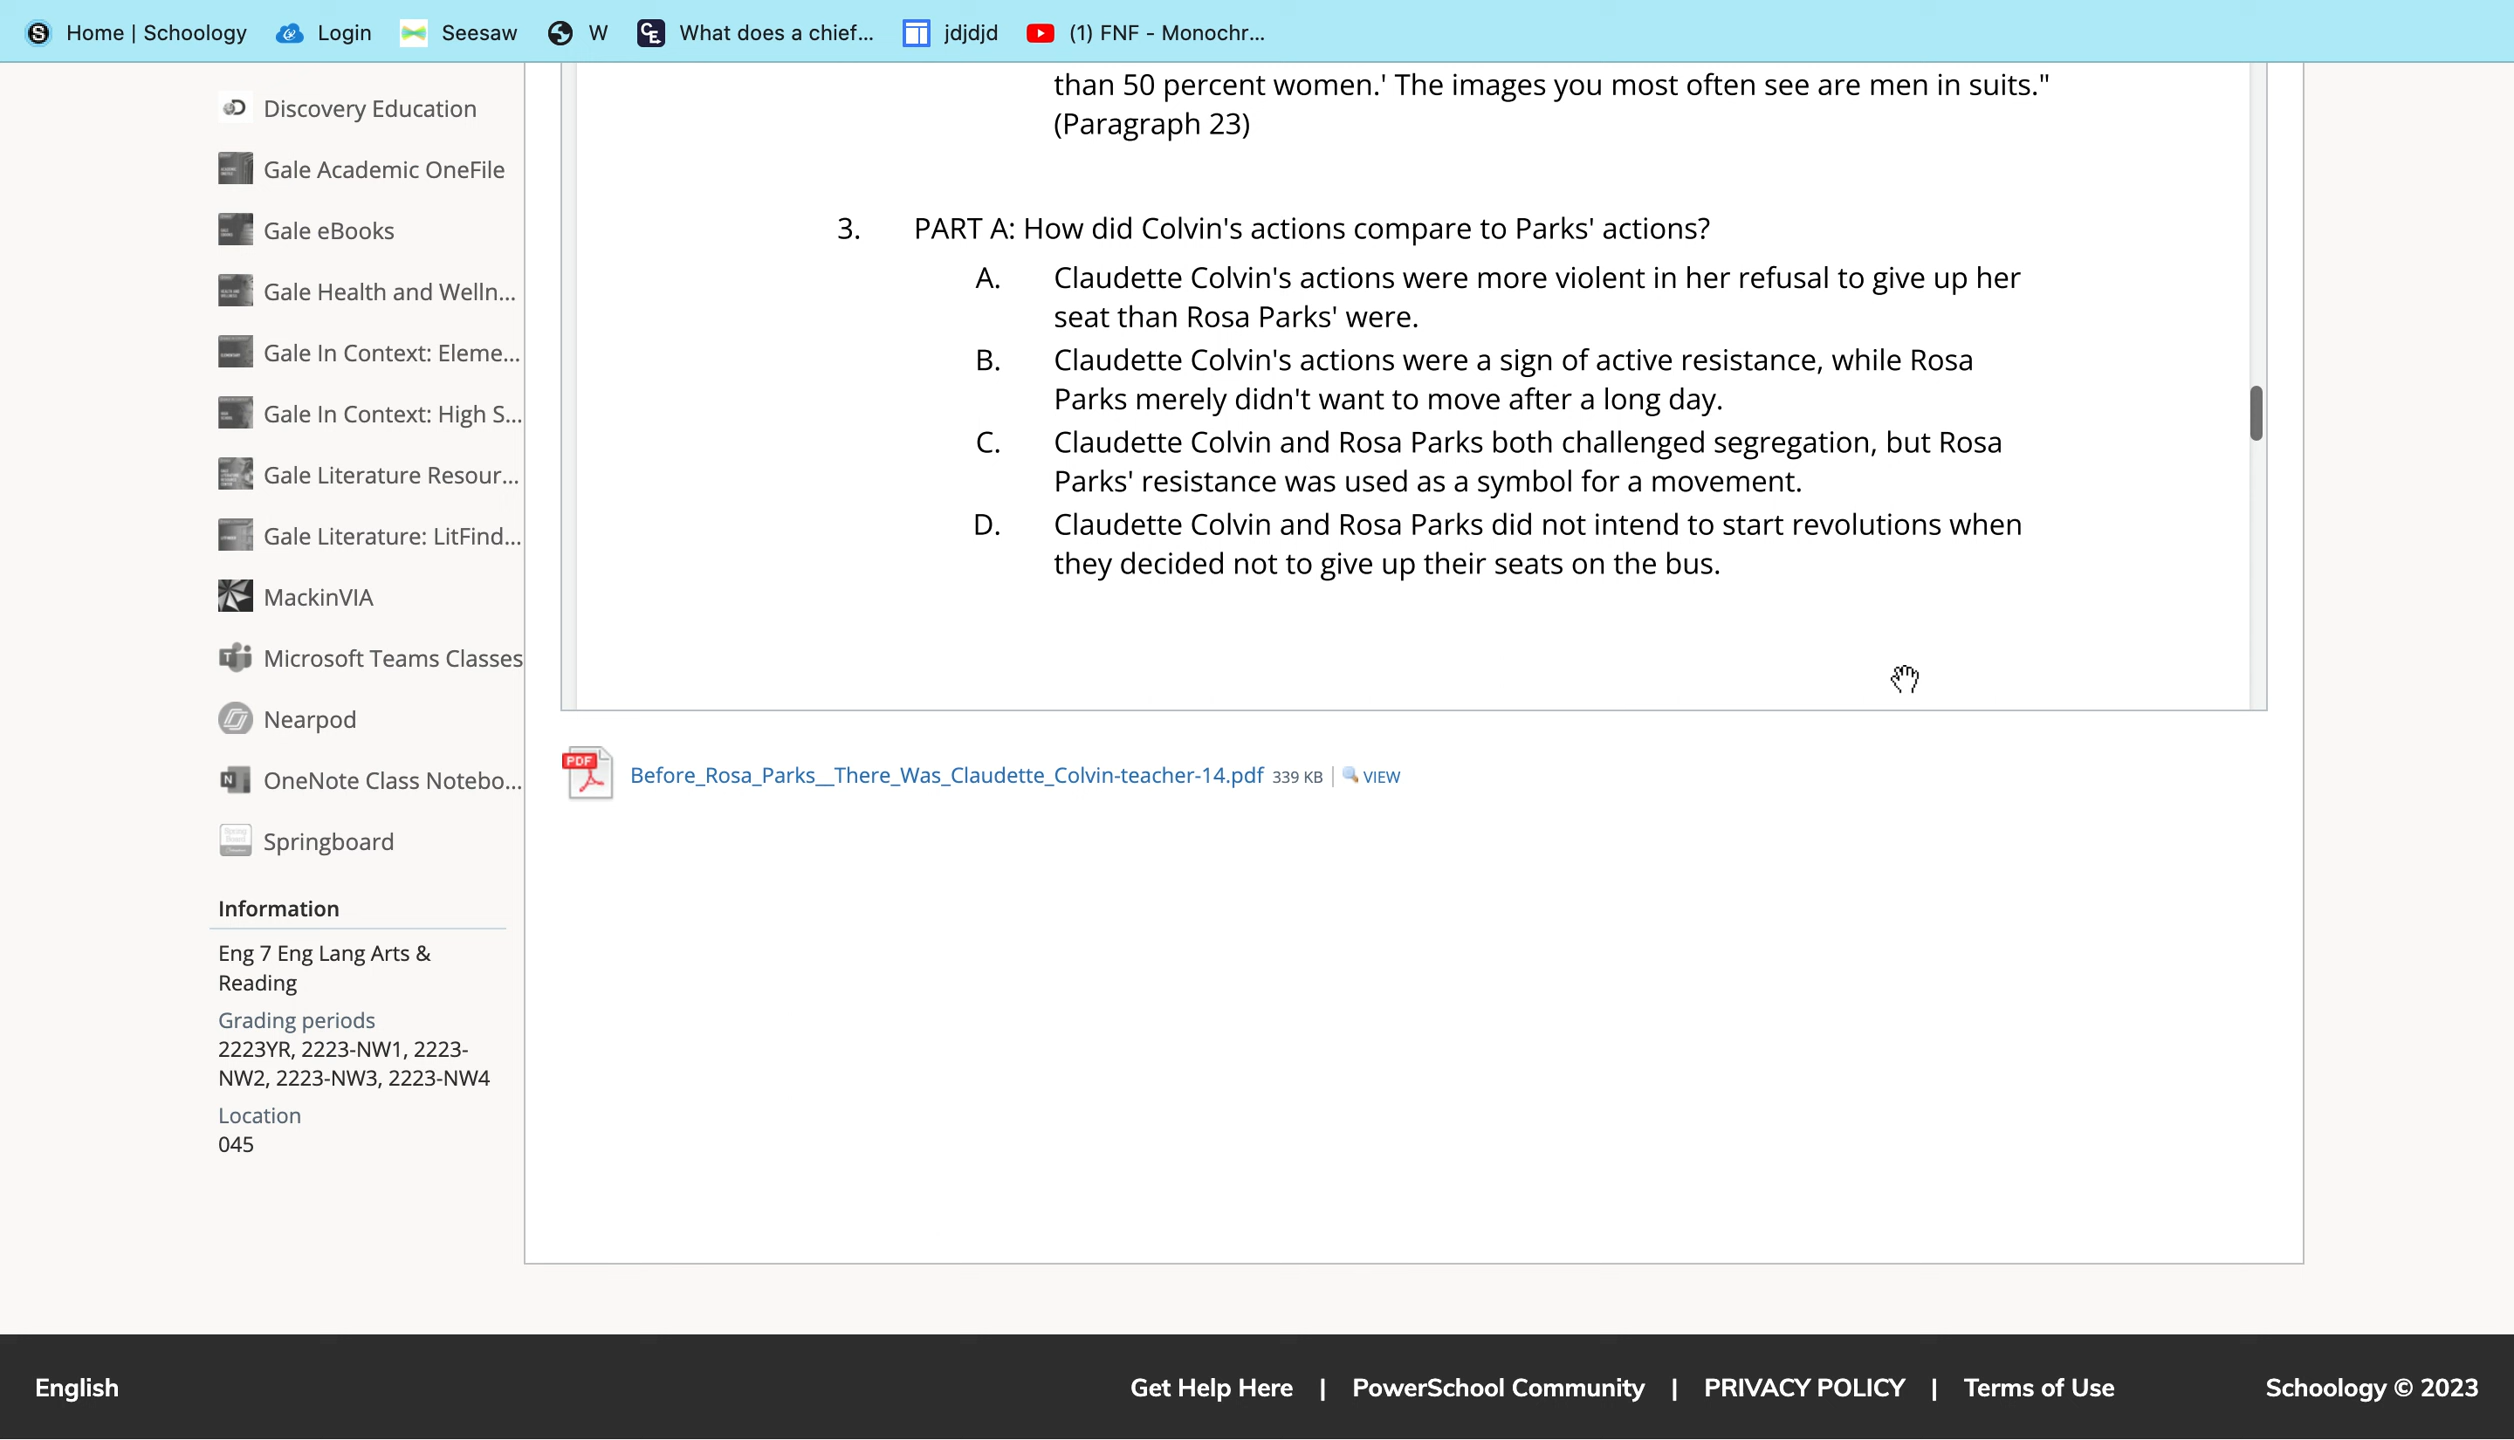 Home | Schoology Login Seesaw W What does a chief... jdjdjd (1) FNF - Monochr...
Discovery Education
Gale Academic OneFile
Gale eBooks
Gale Health and Welln...
Gale In Context: Eleme...
Gale In Context: High S...
Gale Literature Resour...
Gale Literature: LitFind...
MackinVIA
Microsoft Teams Classes
Nearpod
OneNote Class Notebo...
Springboard
Information
Eng 7 Eng Lang Arts &
Reading
Grading periods
2223YR, 2223-NW1, 2223-
NW2, 2223-NW3, 2223-NW4
Location
045
than 50 percent women.' The images you most often see are men in suits."
(Paragraph 23)
3. PART A: How did Colvin's actions compare to Parks' actions?
A. Claudette Colvin's actions were more violent in her refusal to give up her
seat than Rosa Parks' were.
B. Claudette Colvin's actions were a sign of active resistance, while Rosa
Parks merely didn't want to move after a long day.
C. Claudette Colvin and Rosa Parks both challenged segregation, but Rosa
Parks' resistance was used as a symbol for a movement.
D. Claudette Colvin and Rosa Parks did not intend to start revolutions when
they decided not to give up their seats on the bus.
PDF Before_Rosa_Parks__There_Was_Claudette_Colvin-teacher-14.pdf 339 KB | VIEW
English Get Help Here | PowerSchool Community | PRIVACY POLICY | Terms of Use Schoology © 2023